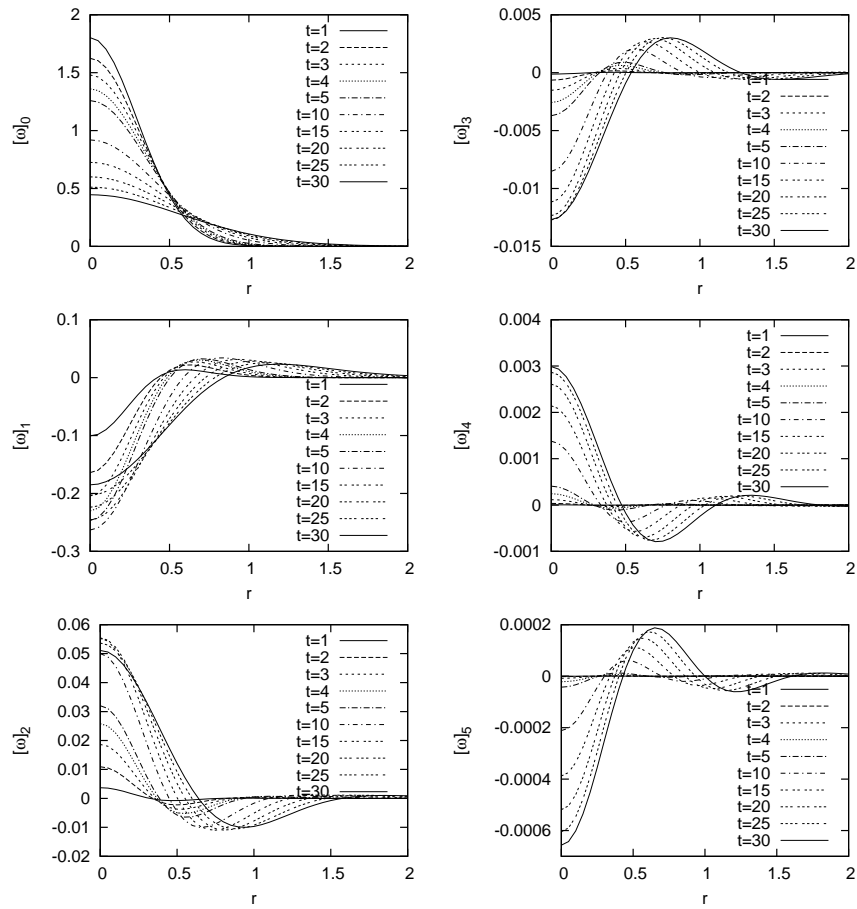 2
1.5
1
0.5
0
0 0.5 1 1.5 2
r
[ω]0
t=1
t=2
t=3
t=4
t=5
t=10
t=15
t=20
t=25
t=30
0.005
0
-0.005
-0.01
-0.015
0 0.5 1 1.5 2
r
[ω]3
t=1
t=2
t=3
t=4
t=5
t=10
t=15
t=20
t=25
t=30
0.1
0
-0.1
-0.2
-0.3
0 0.5 1 1.5 2
r
[ω]1
t=1
t=2
t=3
t=4
t=5
t=10
t=15
t=20
t=25
t=30
0.004
0.003
0.002
0.001
0
-0.001
0 0.5 1 1.5 2
r
[ω]4
t=1
t=2
t=3
t=4
t=5
t=10
t=15
t=20
t=25
t=30
0.06
0.05
0.04
0.03
0.02
0.01
0
-0.01
-0.02
0 0.5 1 1.5 2
r
[ω]2
t=1
t=2
t=3
t=4
t=5
t=10
t=15
t=20
t=25
t=30
0.0002
0
-0.0002
-0.0004
-0.0006
0 0.5 1 1.5 2
r
[ω]5
t=1
t=2
t=3
t=4
t=5
t=10
t=15
t=20
t=25
t=30